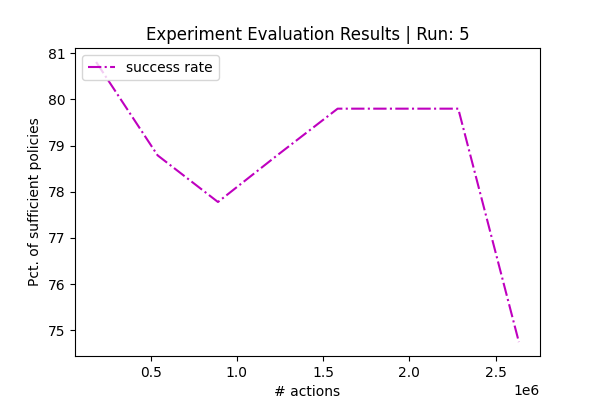 Experiment Evaluation Results | Run: 5
success rate
Pct. of sufficient policies
81
80
79
78
77
76
75
0.5 1.0 1.5 2.0 2.5
1e6
# actions